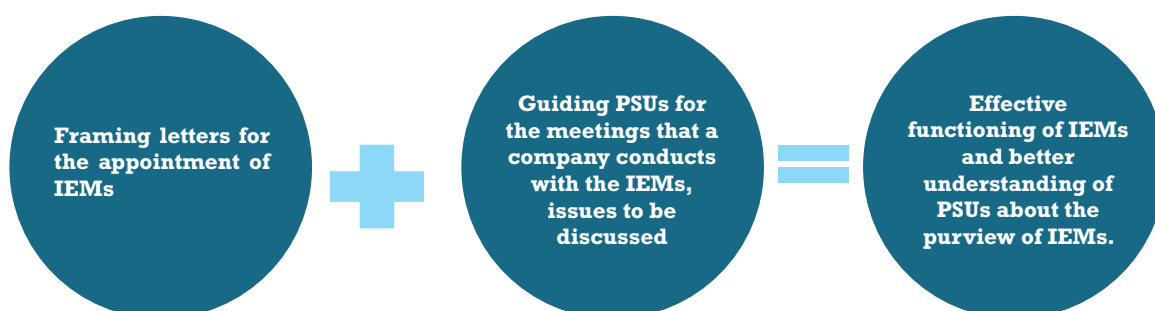 Framing letters for
the appointment of
IEMs
Guiding PSUs for
the meetings that a
company conducts
with the IEMs,
issues to be
discussed
Effective
functioning of IEMs
and better
understanding of
PSUs about the
purview of IEMs.